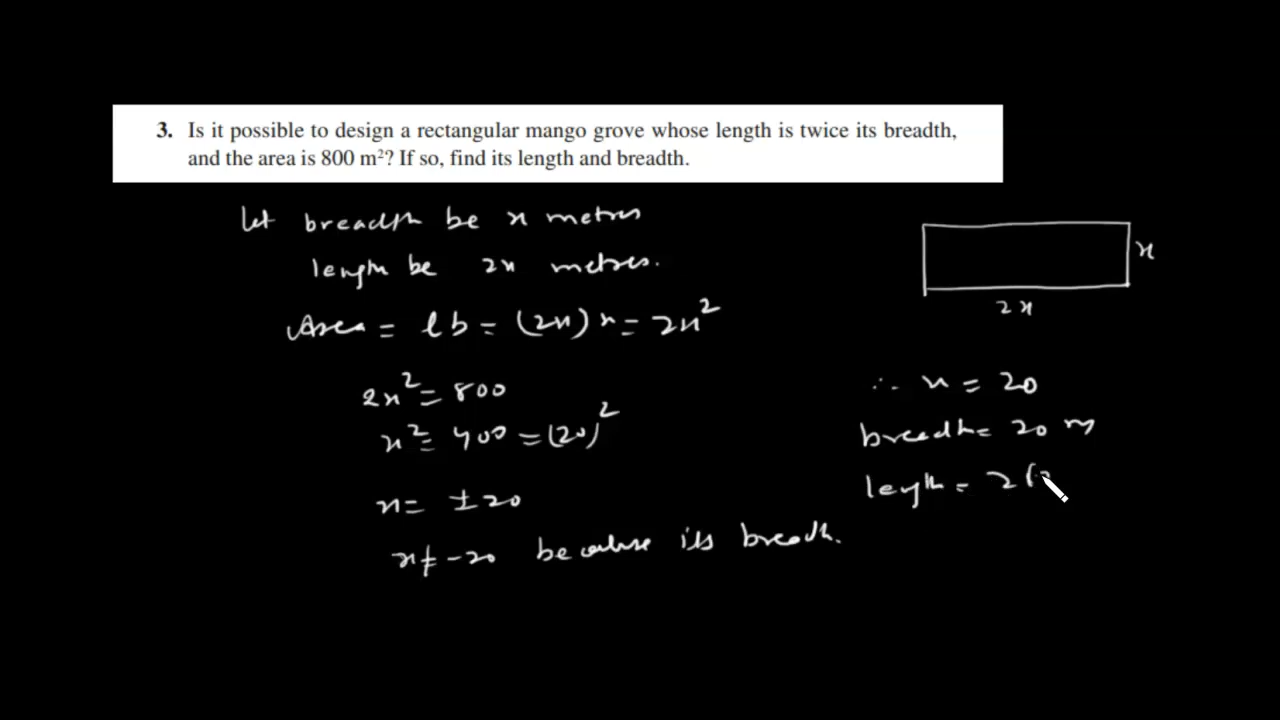 3. Is it possible to design a rectangular mango grove whose length is twice its breadth,
and the area is 800 m²? If so, find its length and breadth.
let breadth be x metres
length be 2x metres.
Area = lb = (2x) x = 2x²
2x² = 800
x² = 400 = (20)²
x = ±20
x ≠ -20 because its breadth.
x
2x
∴ x = 20
breadth = 20 m
length = 2(